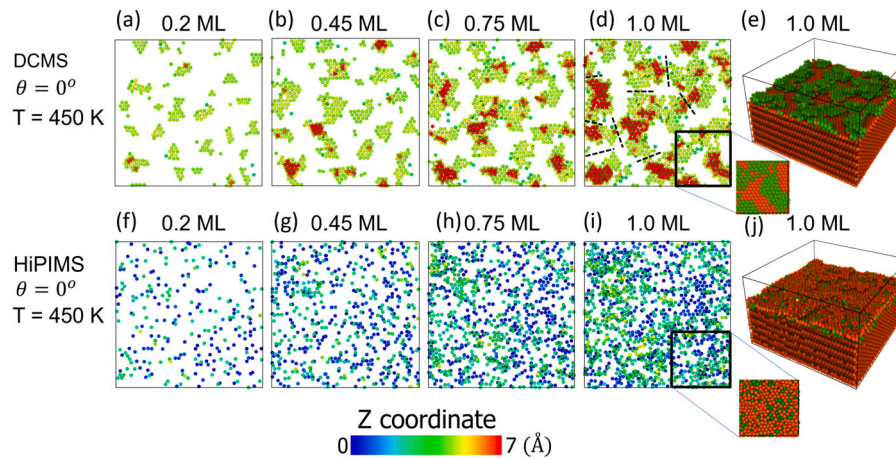 (a) 0.2 ML (b) 0.45 ML (c) 0.75 ML (d) 1.0 ML (e) 1.0 ML
DCMS
θ = 0°
T = 450 K
(f) 0.2 ML (g) 0.45 ML (h) 0.75 ML (i) 1.0 ML (j) 1.0 ML
HiPIMS
θ = 0°
T = 450 K
Z coordinate
0 7 (Å)